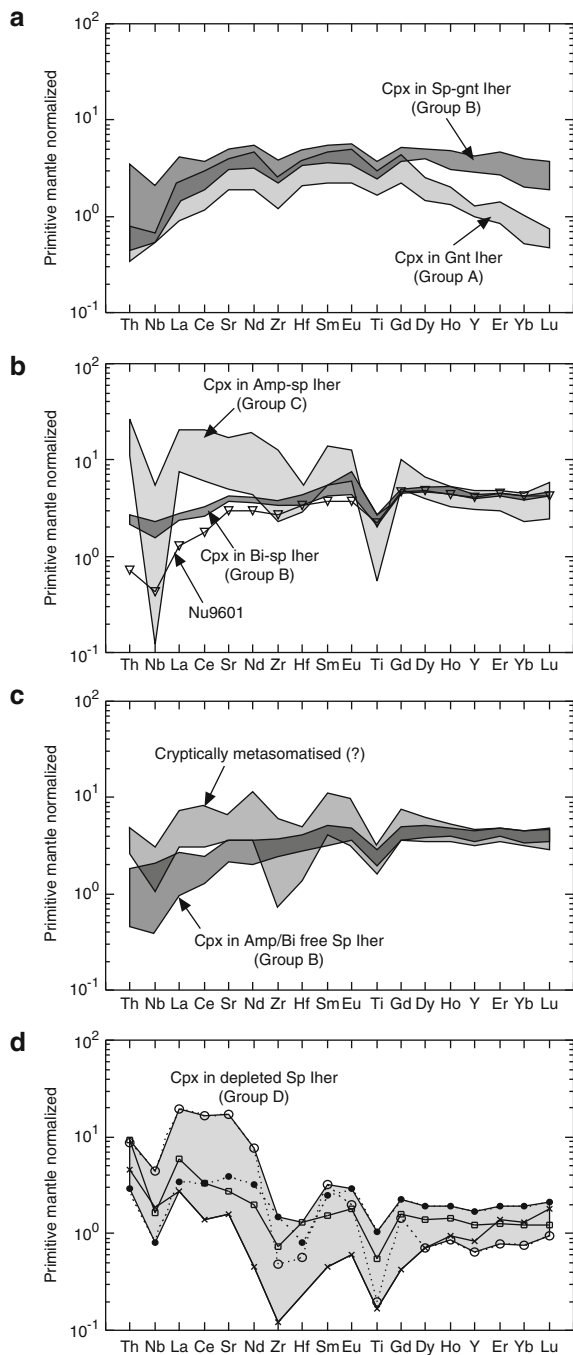 a
Primitive mantle normalized
10²
10¹
10⁰
10⁻¹
Cpx in Sp-gnt lher
(Group B)
Cpx in Gnt lher
(Group A)
Th Nb La Ce Sr Nd Zr Hf Sm Eu Ti Gd Dy Ho Y Er Yb Lu
b
Primitive mantle normalized
10²
10¹
10⁰
10⁻¹
Cpx in Amp-sp lher
(Group C)
Cpx in Bi-sp lher
(Group B)
Nu9601
Th Nb La Ce Sr Nd Zr Hf Sm Eu Ti Gd Dy Ho Y Er Yb Lu
c
Primitive mantle normalized
10²
10¹
10⁰
10⁻¹
Cryptically metasomatised (?)
Cpx in Amp/Bi free Sp lher
(Group B)
Th Nb La Ce Sr Nd Zr Hf Sm Eu Ti Gd Dy Ho Y Er Yb Lu
d
Primitive mantle normalized
10²
10¹
10⁰
10⁻¹
Cpx in depleted Sp lher
(Group D)
Th Nb La Ce Sr Nd Zr Hf Sm Eu Ti Gd Dy Ho Y Er Yb Lu